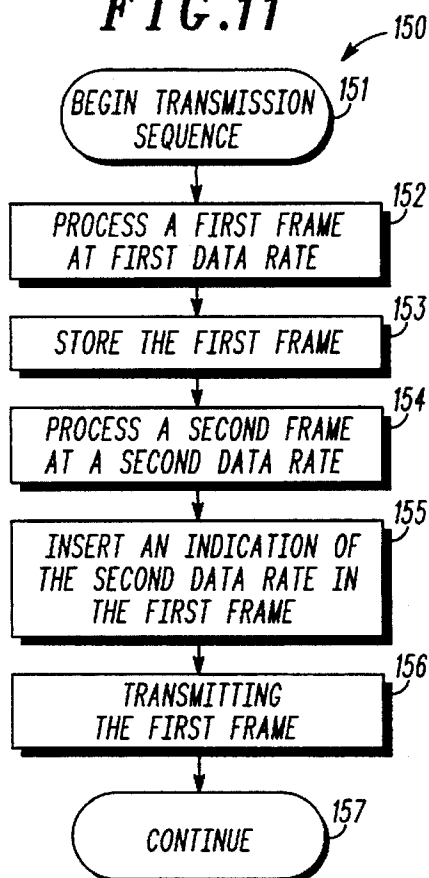 FIG.11
150
BEGIN TRANSMISSION
SEQUENCE
151
152
PROCESS A FIRST FRAME
AT FIRST DATA RATE
153
STORE THE FIRST FRAME
154
PROCESS A SECOND FRAME
AT A SECOND DATA RATE
155
INSERT AN INDICATION OF
THE SECOND DATA RATE IN
THE FIRST FRAME
156
TRANSMITTING
THE FIRST FRAME
157
CONTINUE